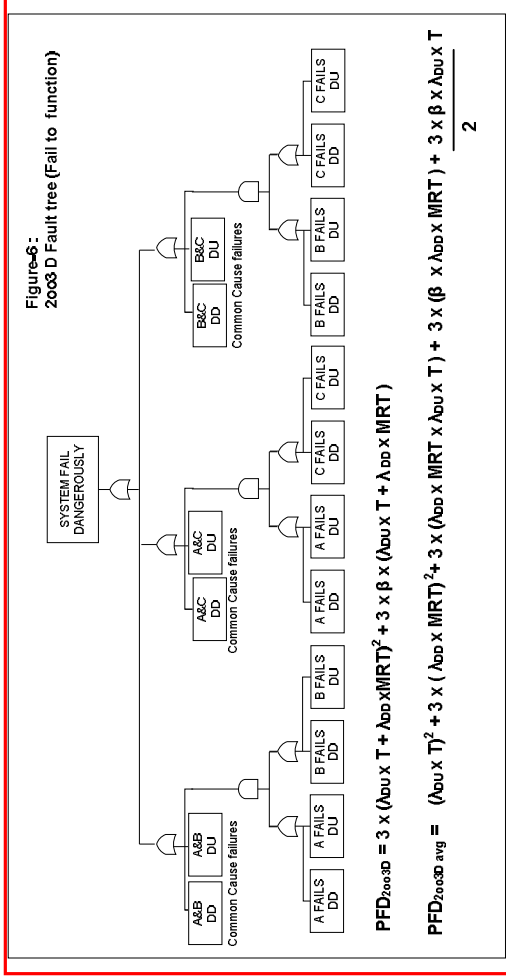 Figure-6 :
2oo3 D Fault tree (Fail to function)
SYSTEM FAIL
DANGEROUSLY
A&B
DD
A&B
DU
Common Cause failures
A&C
DD
A&C
DU
Common Cause failures
B&C
DD
B&C
DU
Common Cause failures
A FAILS
DD
A FAILS
DU
B FAILS
DD
B FAILS
DU
A FAILS
DD
A FAILS
DU
C FAILS
DD
C FAILS
DU
B FAILS
DD
B FAILS
DU
C FAILS
DD
C FAILS
DU
PFD2oo3D = 3 x (λDU x T + λDD xMRT)² + 3 x β x (λDU x T + λDD x MRT )
PFD2oo3D avg = (λDU x T)² + 3 x ( λDD x MRT)²+ 3 x (λDD x MRT x λDU x T) + 3 x (β x λDD x MRT ) + 3 x β x λDU x T
2